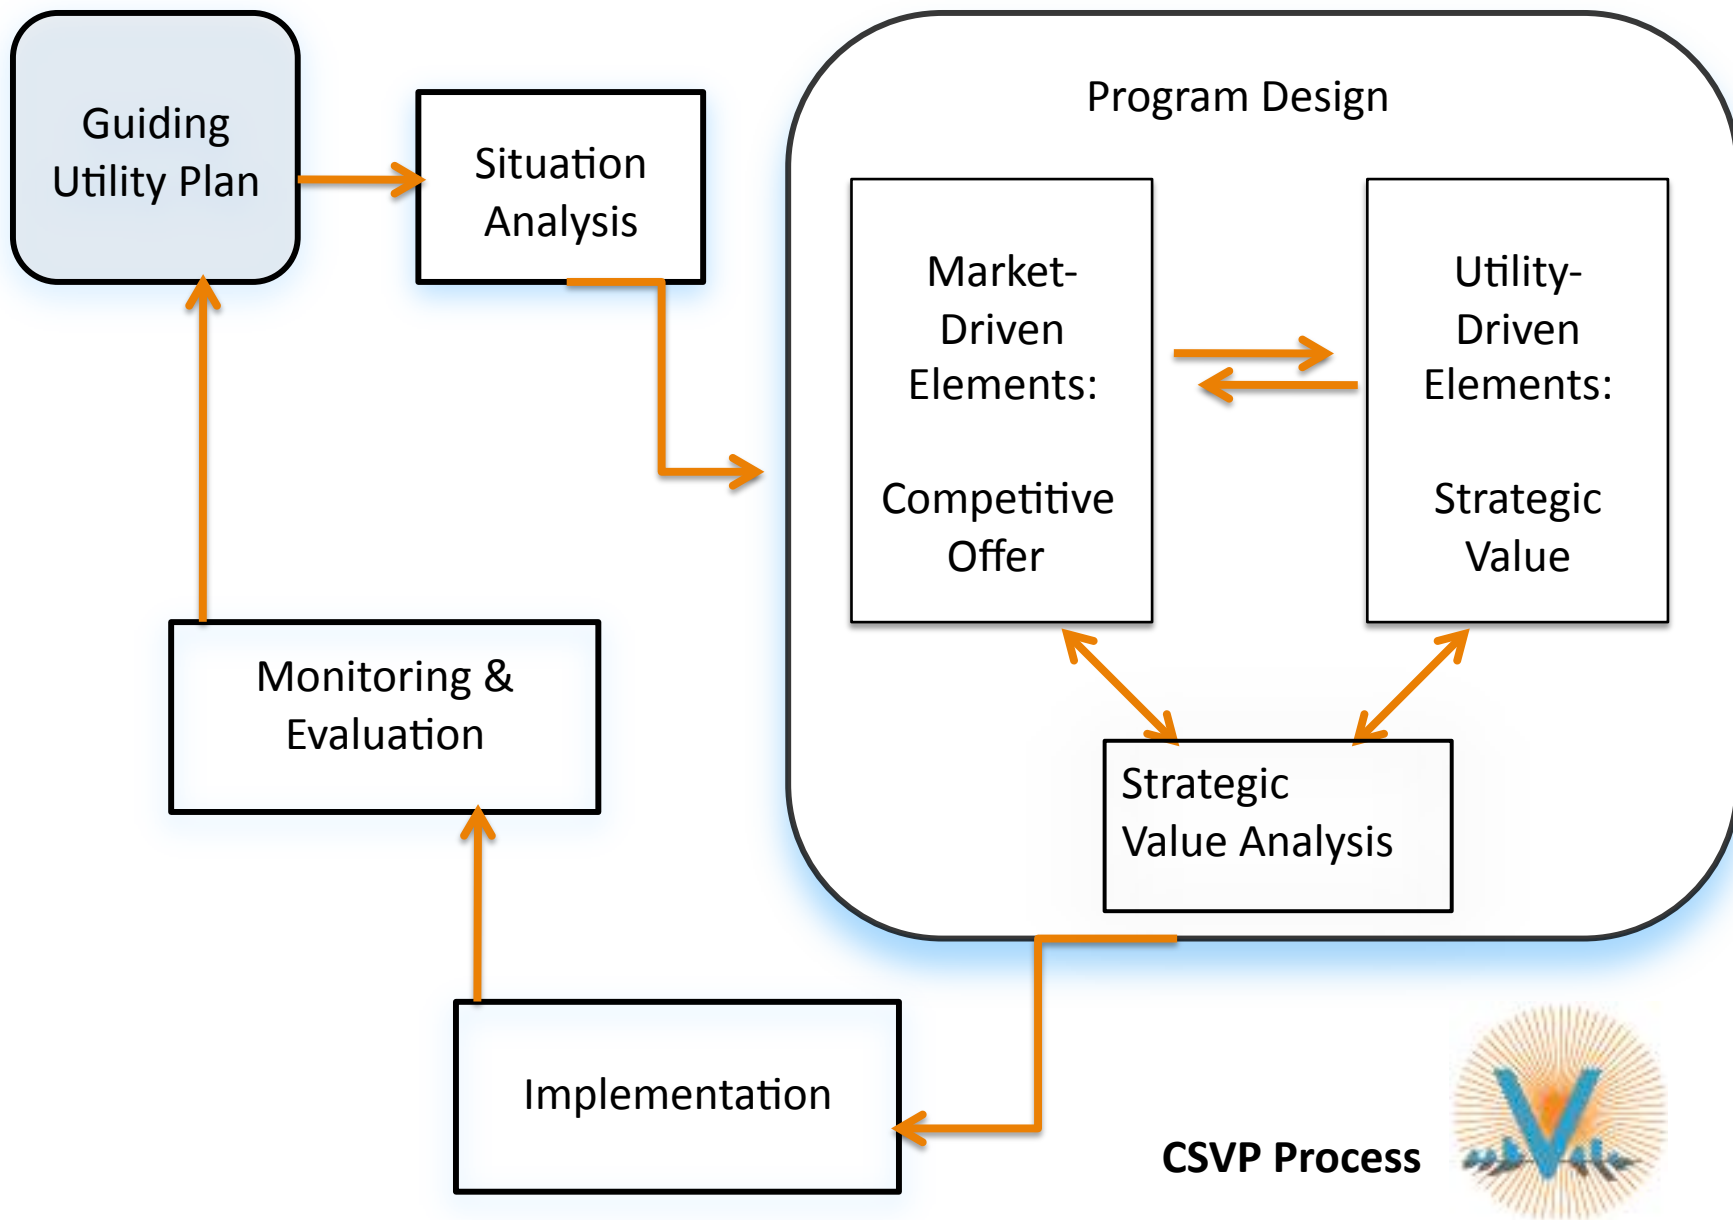 Guiding
Utility Plan
Situation
Analysis
Program Design
Market-
Driven
Elements:
Competitive
Offer
Utility-
Driven
Elements:
Strategic
Value
Strategic
Value Analysis
Monitoring &
Evaluation
Implementation
CSVP Process
V